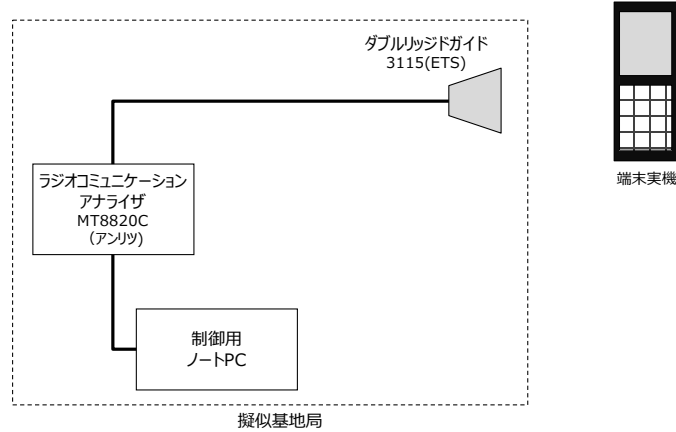 ダブルリッジドガイド
3115(ETS)
ラジオコミュニケーション
アナライザ
MT8820C
(アンリツ)
端末実機
制御用
ノートPC
擬似基地局